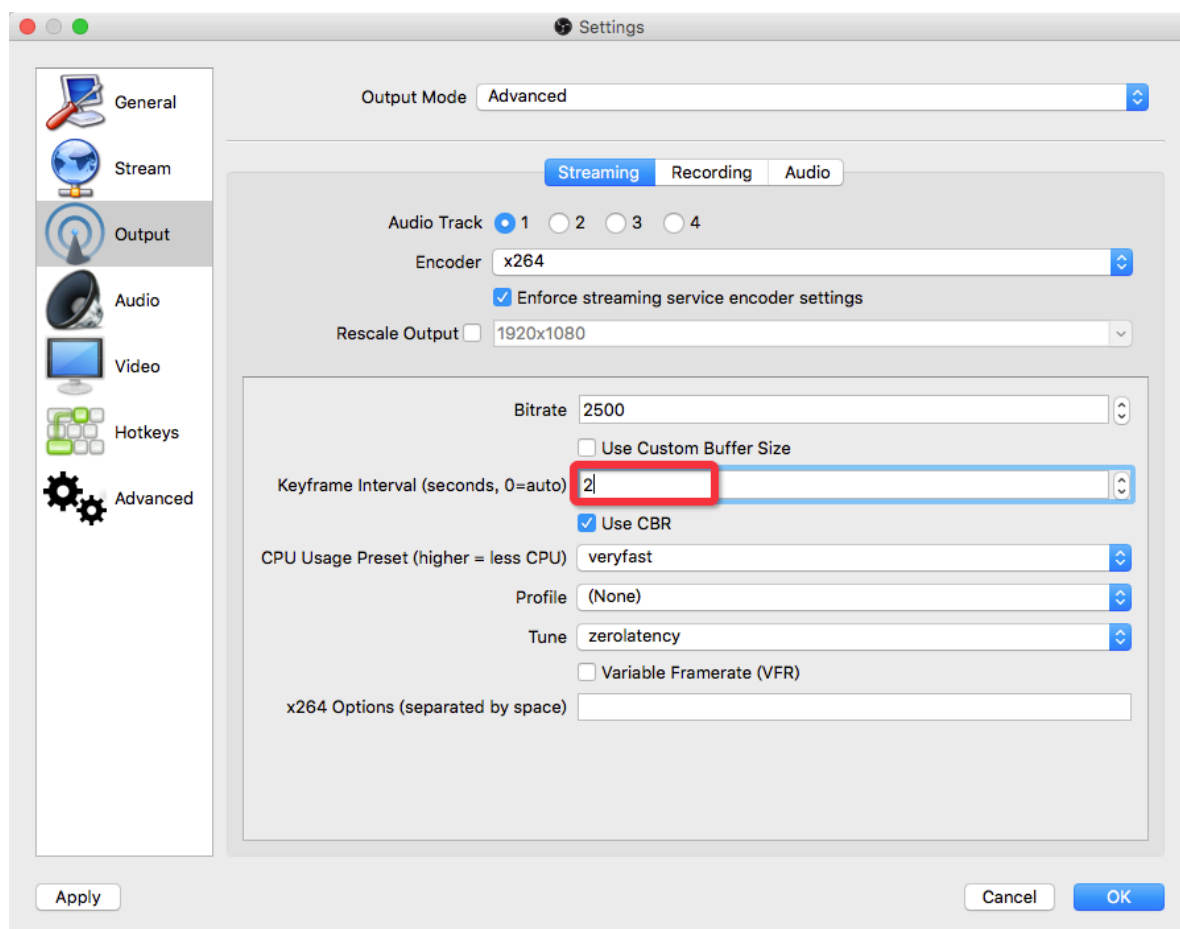 Settings
General
Stream
Output
Audio
Video
Hotkeys
Advanced
Output Mode Advanced
Streaming Recording Audio
Audio Track 1 2 3 4
Encoder x264
Enforce streaming service encoder settings
Rescale Output 1920x1080
Bitrate 2500
Use Custom Buffer Size
Keyframe Interval (seconds, 0=auto) 2
Use CBR
CPU Usage Preset (higher = less CPU) veryfast
Profile (None)
Tune zerolatency
Variable Framerate (VFR)
x264 Options (separated by space)
Apply Cancel OK